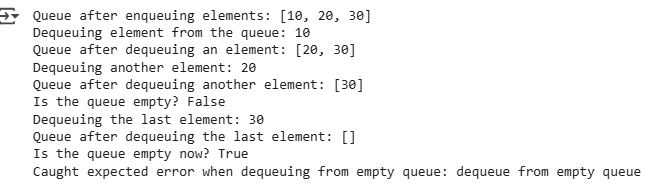 Queue after enqueuing elements: [10, 20, 30]
Dequeuing element from the queue: 10
Queue after dequeuing an element: [20, 30]
Dequeuing another element: 20
Queue after dequeuing another element: [30]
Is the queue empty? False
Dequeuing the last element: 30
Queue after dequeuing the last element: []
Is the queue empty now? True
Caught expected error when dequeuing from empty queue: dequeue from empty queue